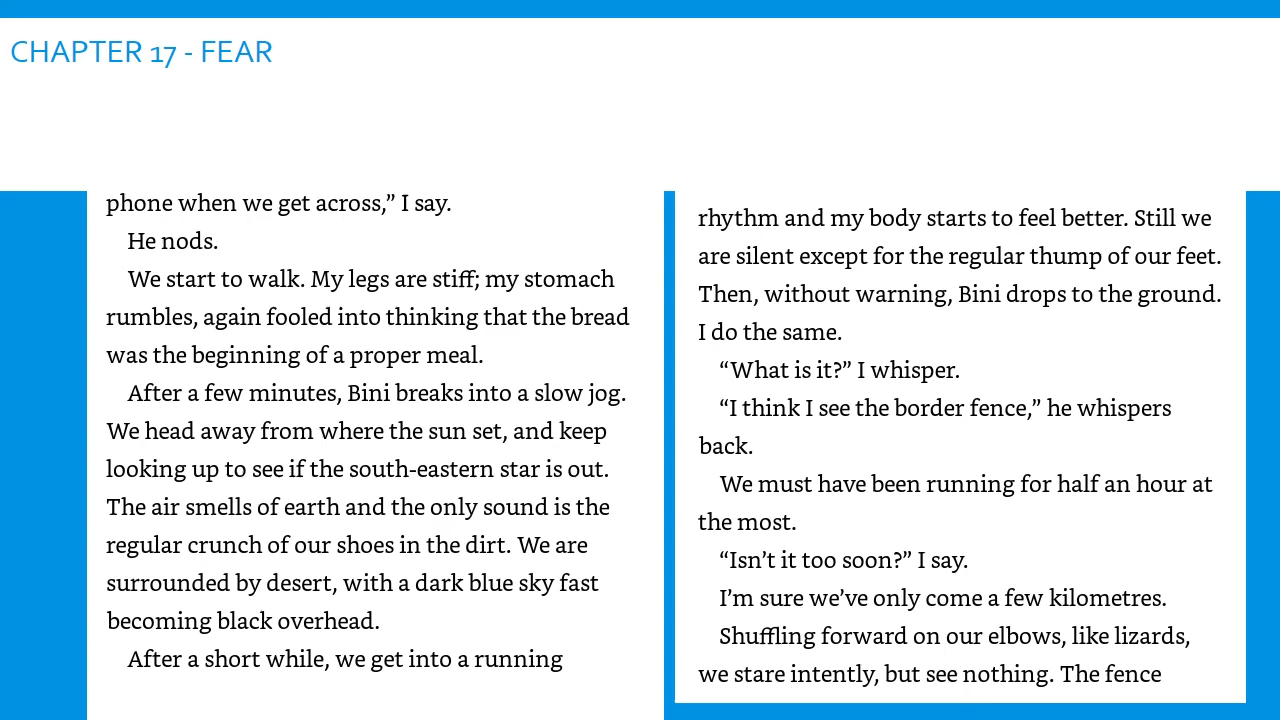 CHAPTER 17 - FEAR
phone when we get across,” I say.
He nods.
We start to walk. My legs are stiff; my stomach
rumbles, again fooled into thinking that the bread
was the beginning of a proper meal.
After a few minutes, Bini breaks into a slow jog.
We head away from where the sun set, and keep
looking up to see if the south-eastern star is out.
The air smells of earth and the only sound is the
regular crunch of our shoes in the dirt. We are
surrounded by desert, with a dark blue sky fast
becoming black overhead.
After a short while, we get into a running
rhythm and my body starts to feel better. Still we
are silent except for the regular thump of our feet.
Then, without warning, Bini drops to the ground.
I do the same.
“What is it?” I whisper.
“I think I see the border fence,” he whispers
back.
We must have been running for half an hour at
the most.
“Isn’t it too soon?” I say.
I’m sure we’ve only come a few kilometres.
Shuffling forward on our elbows, like lizards,
we stare intently, but see nothing. The fence